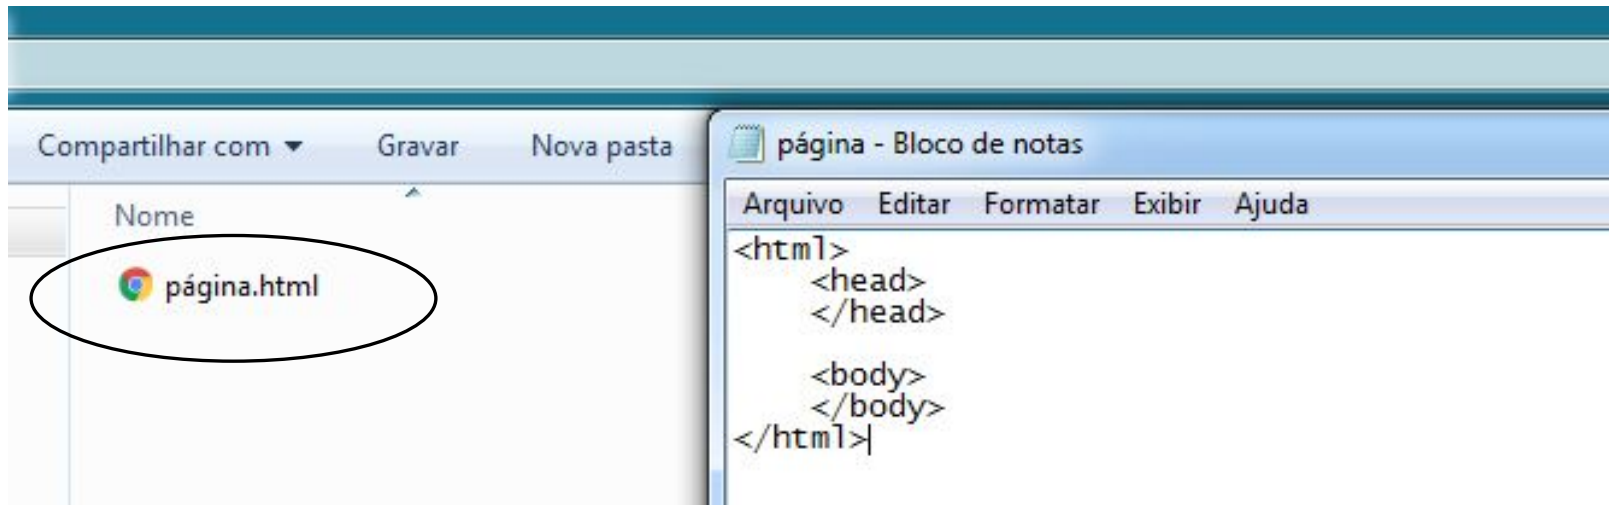 Compartilhar com Gravar Nova pasta
Nome
página.html
página - Bloco de notas
Arquivo Editar Formatar Exibir Ajuda
<html>
<head>
</head>
<body>
</body>
</html>